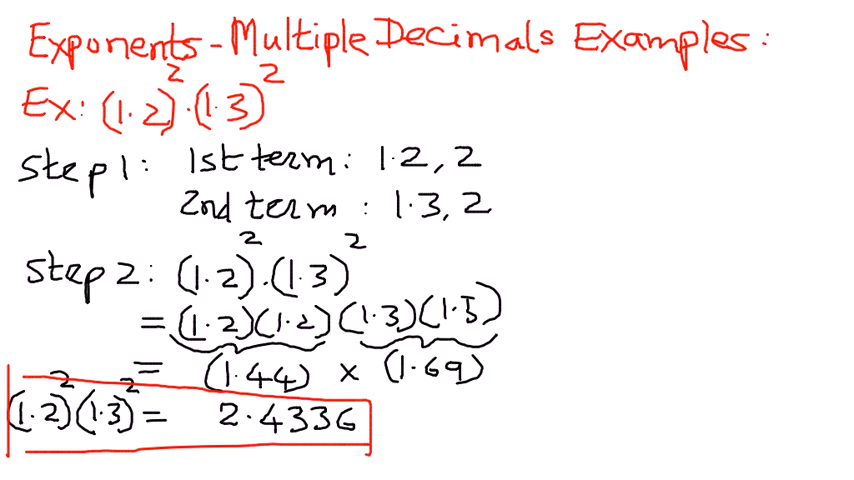 Exponents - Multiple Decimals Examples :
Ex: (1.2)² · (1.3)²
Step 1 : 1st term : 1.2, 2
2nd term : 1.3, 2
Step 2 : (1.2)² . (1.3)²
= (1.2)(1.2) (1.3)(1.5)
= (1.44) x (1.69)
(1.2)² (1.3)² = 2.4336